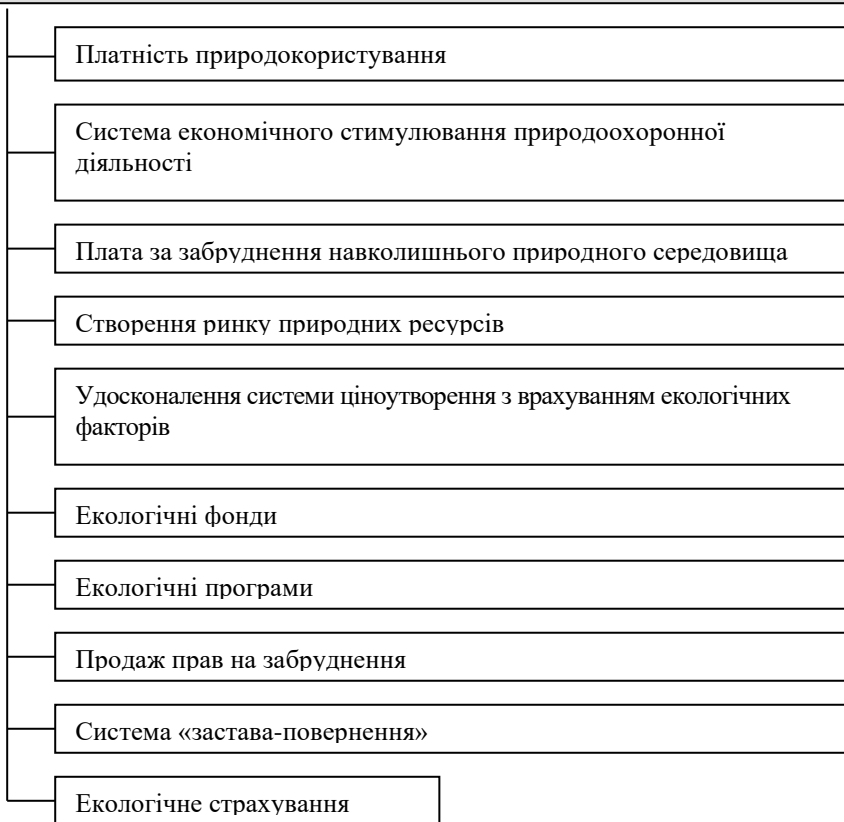 Платність природокористування
Система економічного стимулювання природоохоронної
діяльності
Плата за забруднення навколишнього природного середовища
Створення ринку природних ресурсів
Удосконалення системи ціноутворення з врахуванням екологічних
факторів
Екологічні фонди
Екологічні програми
Продаж прав на забруднення
Система «застава-повернення»
Екологічне страхування